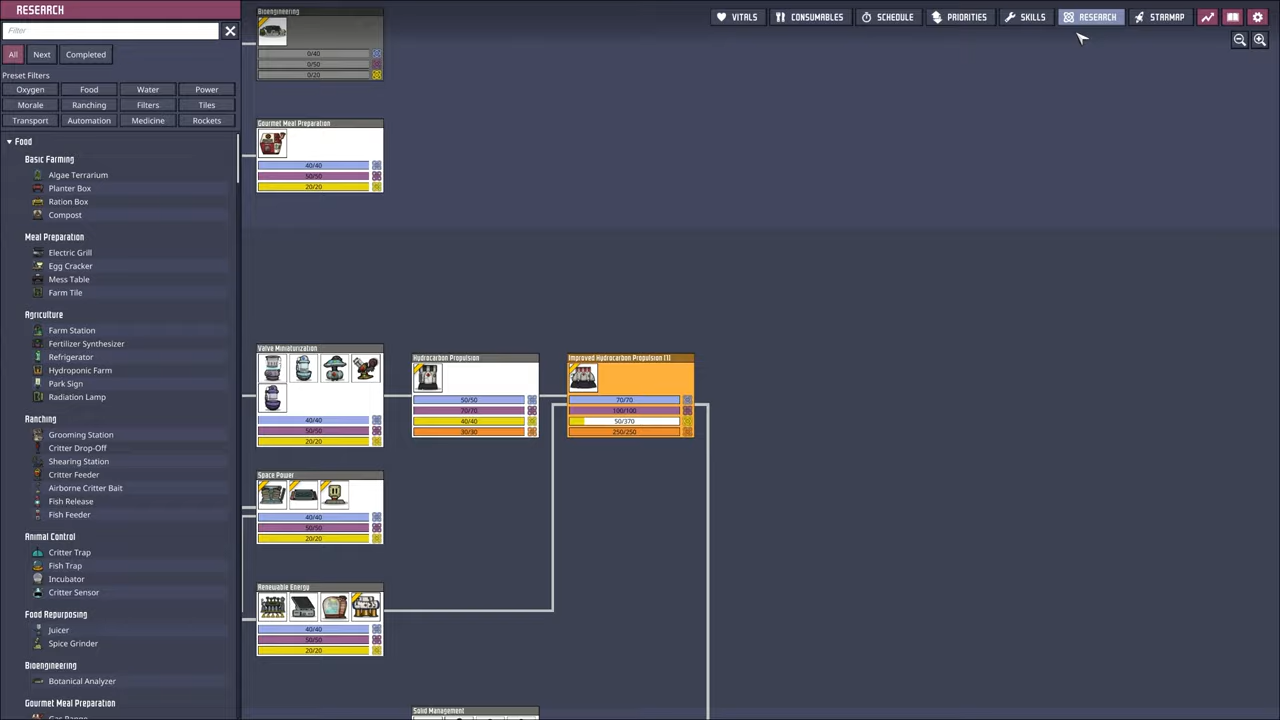 RESEARCH
Filter
All Next Completed
Preset Filters
Oxygen Food Water Power
Morale Ranching Filters Tiles
Transport Automation Medicine Rockets
Food
Basic Farming
Algae Terrarium
Planter Box
Ration Box
Compost
Meal Preparation
Electric Grill
Egg Cracker
Mess Table
Farm Tile
Agriculture
Farm Station
Fertilizer Synthesizer
Refrigerator
Hydroponic Farm
Park Sign
Radiation Lamp
Ranching
Grooming Station
Critter Drop-Off
Shearing Station
Critter Feeder
Airborne Critter Bait
Fish Release
Fish Feeder
Animal Control
Critter Trap
Fish Trap
Incubator
Critter Sensor
Food Repurposing
Juicer
Spice Grinder
Bioengineering
Botanical Analyzer
Gourmet Meal Preparation
Gas Range
VITALS CONSUMABLES SCHEDULE PRIORITIES SKILLS RESEARCH STARMAP
Bioengineering
0/40
0/50
0/20
Gourmet Meal Preparation
40/40
50/50
20/20
Valve Miniaturization
40/40
50/50
20/20
Hydrocarbon Propulsion
50/50
70/70
40/40
30/30
Improved Hydrocarbon Propulsion [1]
70/70
100/100
50/370
250/250
Space Power
40/40
50/50
20/20
Renewable Energy
40/40
50/50
20/20
Solid Management